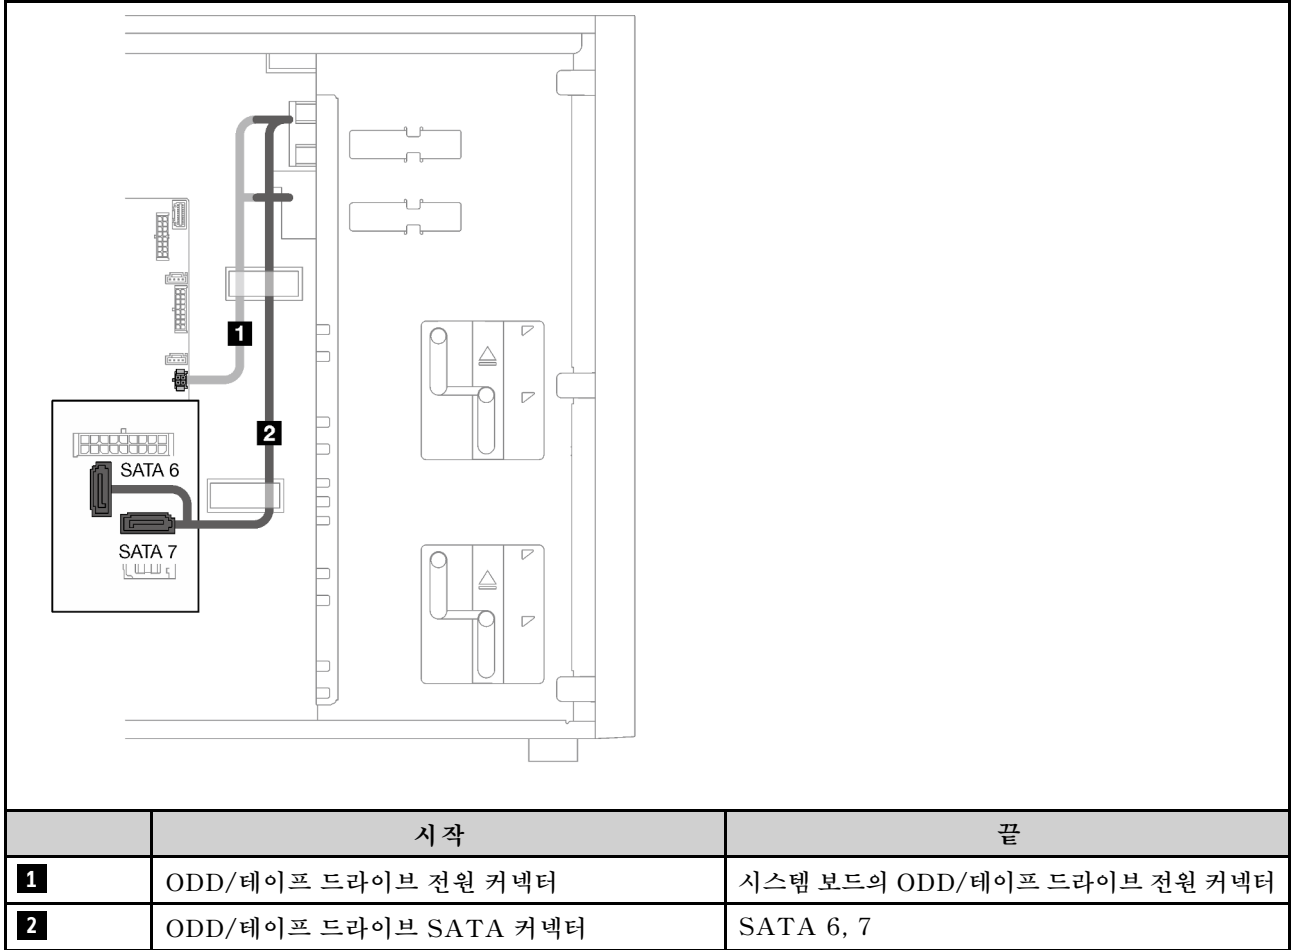 1
2
SATA 6
SATA 7
시작 끝
1 ODD/테이프 드라이브 전원 커넥터 시스템 보드의 ODD/테이프 드라이브 전원 커넥터
2 ODD/테이프 드라이브 SATA 커넥터 SATA 6, 7